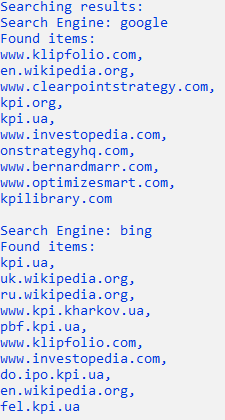 Searching results:
Search Engine: google
Found items:
www.klipfolio.com,
en.wikipedia.org,
www.clearpointstrategy.com,
kpi.org,
kpi.ua,
www.investopedia.com,
onstrategyhq.com,
www.bernardmarr.com,
www.optimizesmart.com,
kpilibrary.com

Search Engine: bing
Found items:
kpi.ua,
uk.wikipedia.org,
ru.wikipedia.org,
www.kpi.kharkov.ua,
pbf.kpi.ua,
www.klipfolio.com,
www.investopedia.com,
do.ipo.kpi.ua,
en.wikipedia.org,
fel.kpi.ua